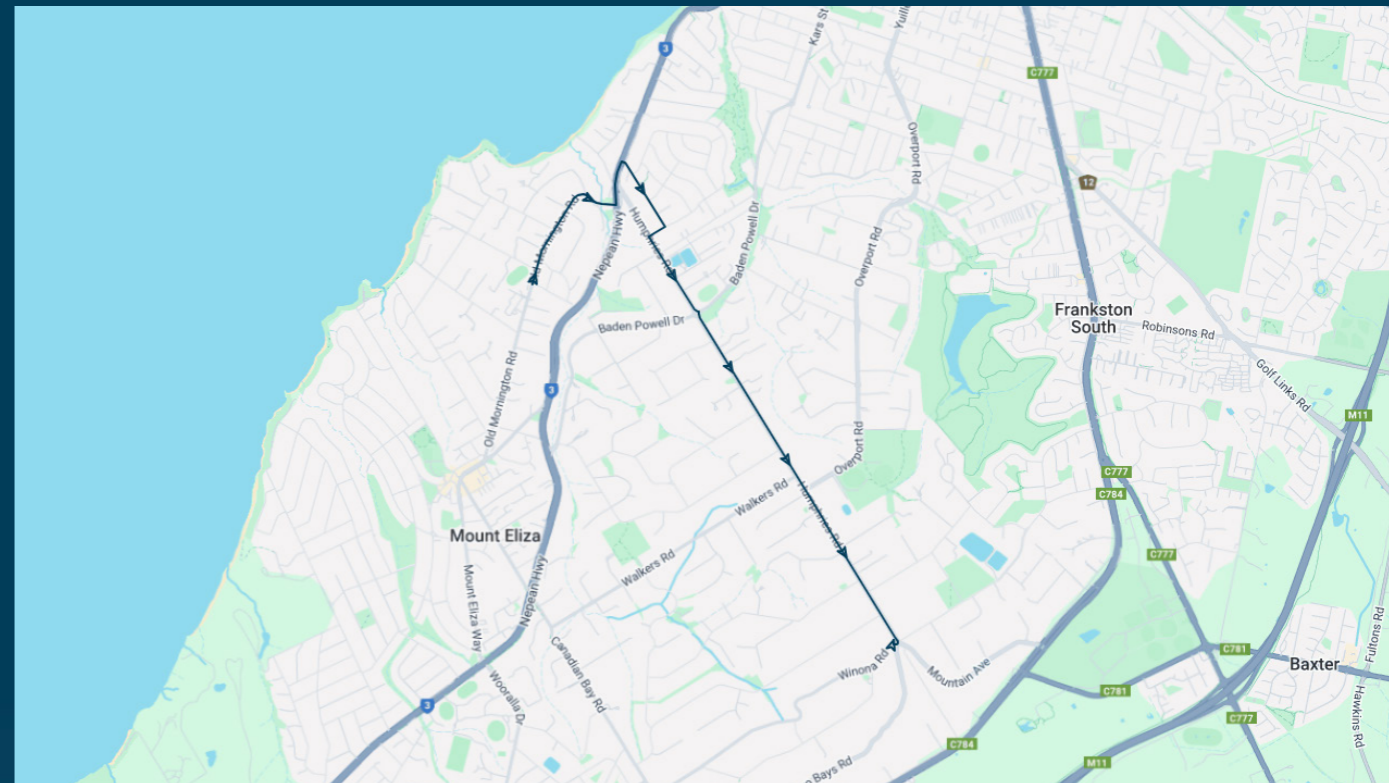 Kars St
Yuill
3
C777
Overport Rd
12
Old Mornington Rd
Humphries Rd
Nepean Hwy
Baden Powell Dr
Overport Rd
Frankston
South
Robinsons Rd
Baden Powell Dr
Golf Links Rd
Old Mornington Rd
3
M11
Overport Rd
C777
C784
Walkers Rd
Humphries Rd
Mount Eliza
C777
Walkers Rd
Mount Eliza Way
Nepean Hwy
Canadian Bay Rd
Fultons Rd
Winona Rd
Mountain Ave
C781
Baxter
C781
Wooralla Dr
Hawkins Rd
3
C777
C784
Bays Rd
M11